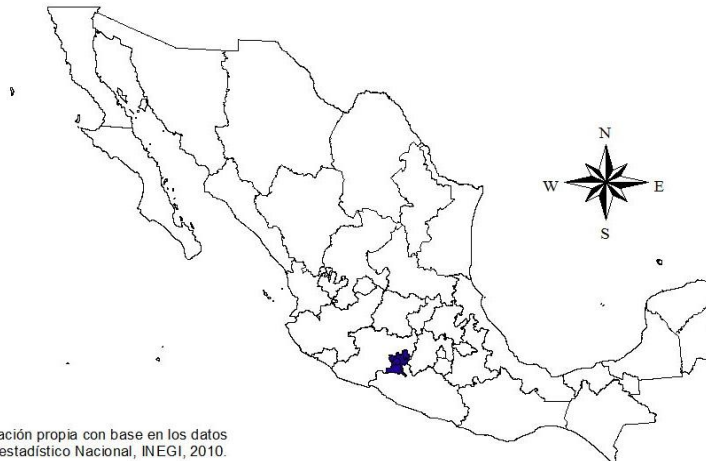 N
W E
S
ación propia con base en los datos
estadístico Nacional, INEGI, 2010.